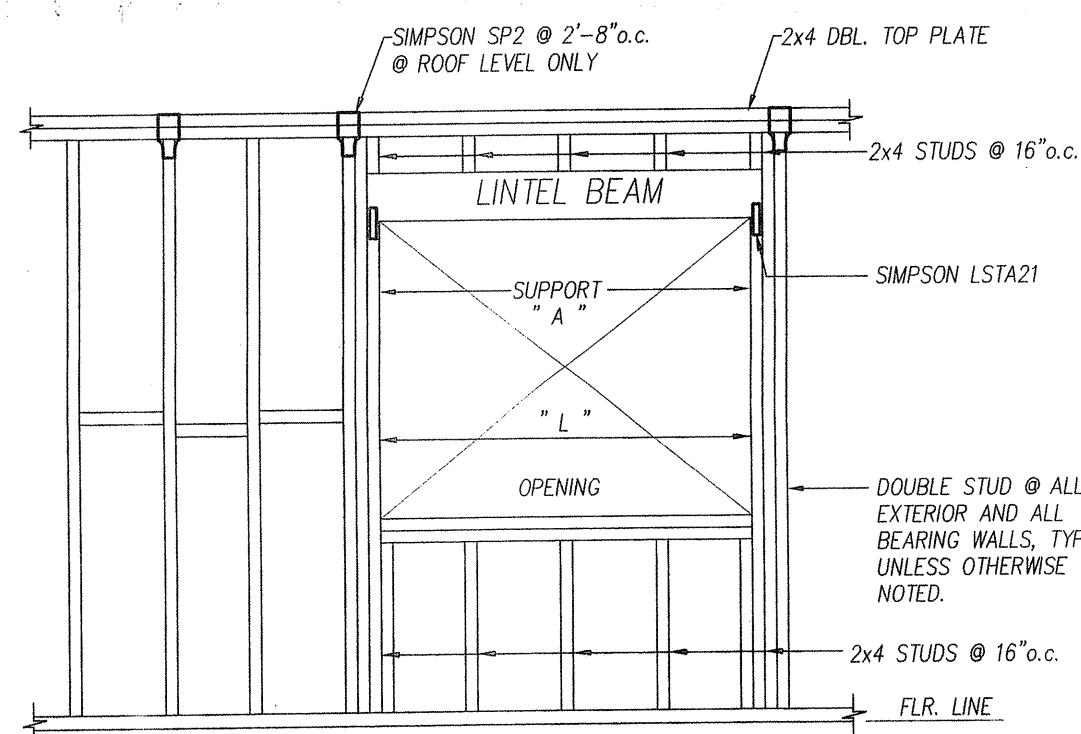 SIMPSON SP2 @ 2'-8"o.c.
@ ROOF LEVEL ONLY
2x4 DBL. TOP PLATE
2x4 STUDS @ 16"o.c.
LINTEL BEAM
SIMPSON LSTA21
SUPPORT
" A "
" L "
OPENING
DOUBLE STUD @ ALL
EXTERIOR AND ALL
BEARING WALLS, TYP
UNLESS OTHERWISE
NOTED.
2x4 STUDS @ 16"o.c.
FLR. LINE